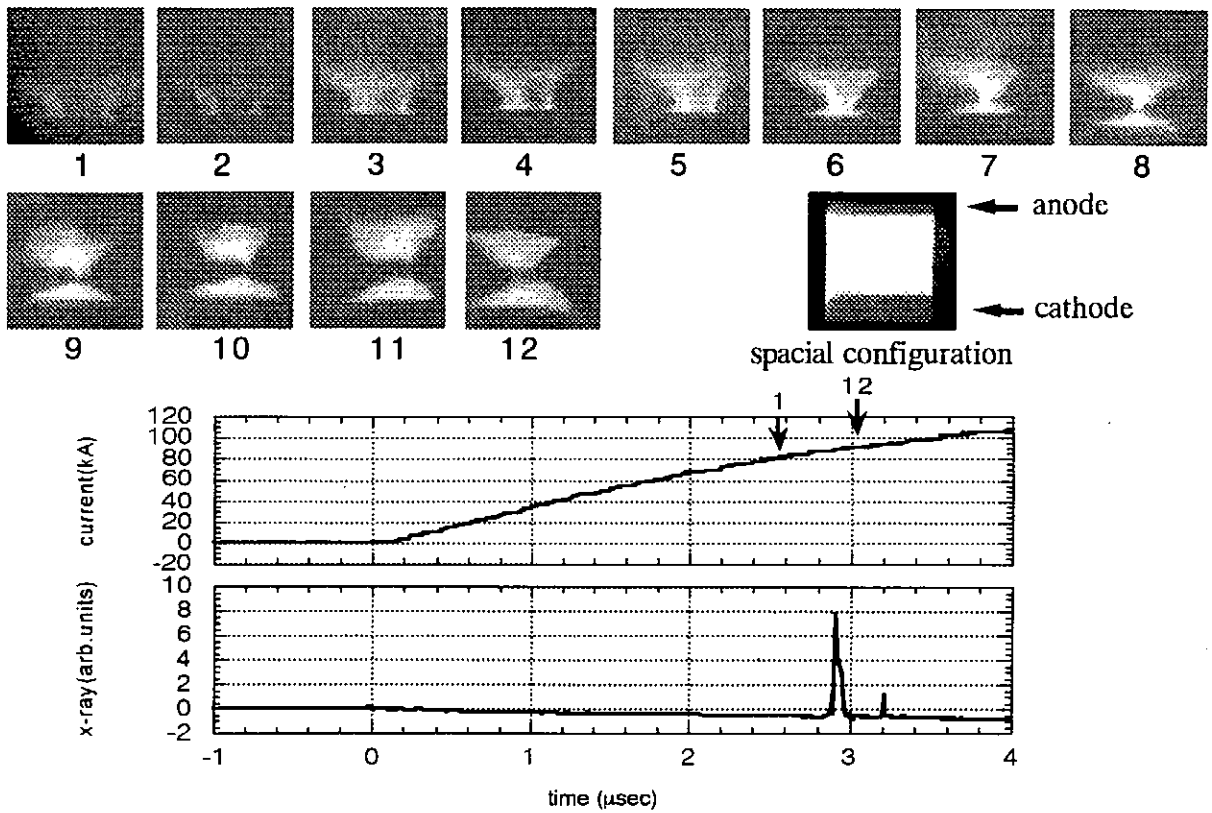 1 2 3 4 5 6 7 8
anode
cathode
9 10 11 12
spacial configuration
1 12
120
100
80
60
40
20
0
-20
current(kA)
10
8
6
4
2
0
-2
x-ray(arb.units)
-1 0 1 2 3 4
time (μsec)